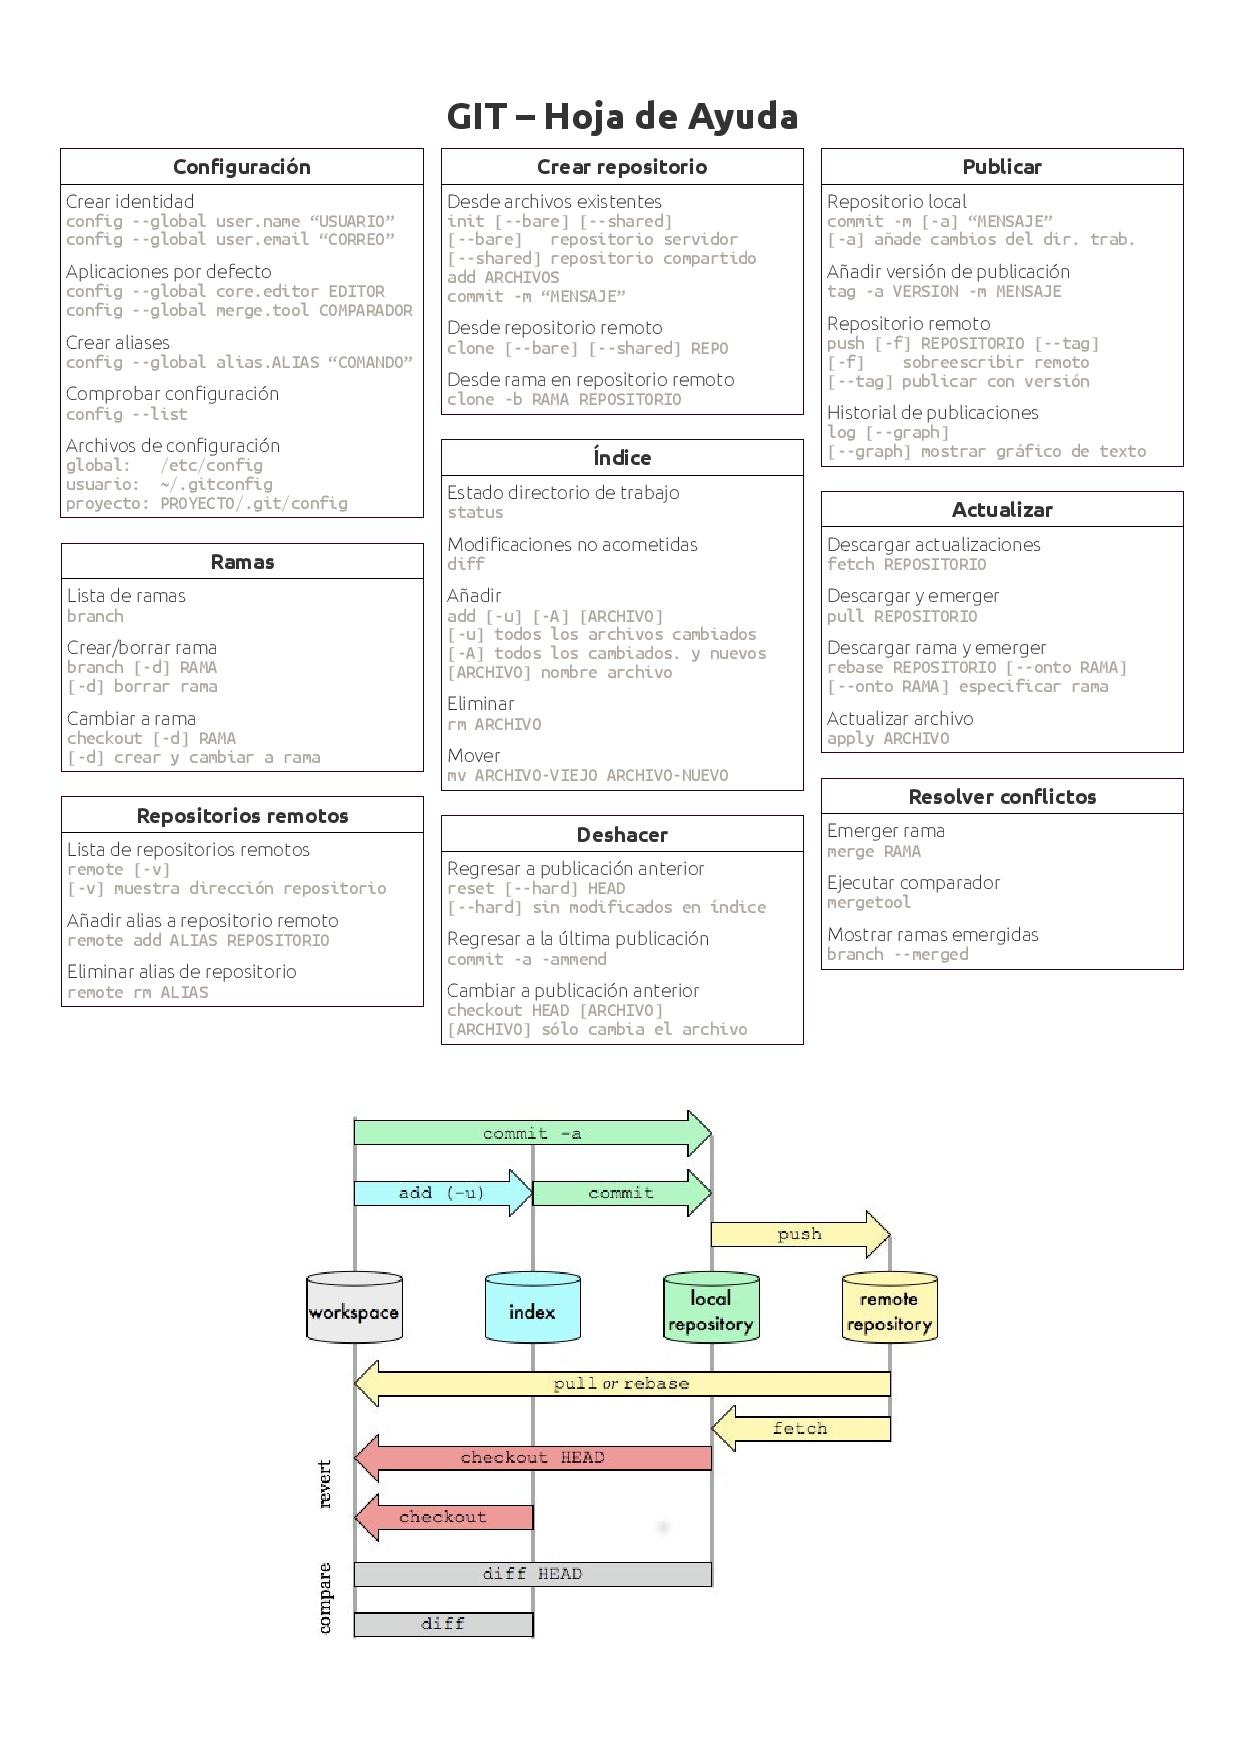 GIT – Hoja de Ayuda
Configuración
Crear identidad
config --global user.name “USUARIO”
config --global user.email “CORREO”
Aplicaciones por defecto
config --global core.editor EDITOR
config --global merge.tool COMPARADOR
Crear aliases
config --global alias.ALIAS “COMANDO”
Comprobar configuración
config --list
Archivos de configuración
global:   /etc/config
usuario:  ~/.gitconfig
proyecto: PROYECTO/.git/config
Ramas
Lista de ramas
branch
Crear/borrar rama
branch [-d] RAMA
[-d] borrar rama
Cambiar a rama
checkout [-d] RAMA
[-d] crear y cambiar a rama
Repositorios remotos
Lista de repositorios remotos
remote [-v]
[-v] muestra dirección repositorio
Añadir alias a repositorio remoto
remote add ALIAS REPOSITORIO
Eliminar alias de repositorio
remote rm ALIAS
Crear repositorio
Desde archivos existentes
init [--bare] [--shared]
[--bare]   repositorio servidor
[--shared] repositorio compartido
add ARCHIVOS
commit -m “MENSAJE”
Desde repositorio remoto
clone [--bare] [--shared] REPO
Desde rama en repositorio remoto
clone -b RAMA REPOSITORIO
Índice
Estado directorio de trabajo
status
Modificaciones no acometidas
diff
Añadir
add [-u] [-A] [ARCHIVO]
[-u] todos los archivos cambiados
[-A] todos los cambiados. y nuevos
[ARCHIVO] nombre archivo
Eliminar
rm ARCHIVO
Mover
mv ARCHIVO-VIEJO ARCHIVO-NUEVO
Deshacer
Regresar a publicación anterior
reset [--hard] HEAD
[--hard] sin modificados en índice
Regresar a la última publicación
commit -a -ammend
Cambiar a publicación anterior
checkout HEAD [ARCHIVO]
[ARCHIVO] sólo cambia el archivo
Publicar
Repositorio local
commit -m [-a] “MENSAJE”
[-a] añade cambios del dir. trab.
Añadir versión de publicación
tag -a VERSION -m MENSAJE
Repositorio remoto
push [-f] REPOSITORIO [--tag]
[-f]    sobreescribir remoto
[--tag] publicar con versión
Historial de publicaciones
log [--graph]
[--graph] mostrar gráfico de texto
Actualizar
Descargar actualizaciones
fetch REPOSITORIO
Descargar y emerger
pull REPOSITORIO
Descargar rama y emerger
rebase REPOSITORIO [--onto RAMA]
[--onto RAMA] especificar rama
Actualizar archivo
apply ARCHIVO
Resolver conflictos
Emerger rama
merge RAMA
Ejecutar comparador
mergetool
Mostrar ramas emergidas
branch --merged
commit -a
add (-u)
commit
push
workspace
index
local
repository
remote
repository
pull or rebase
fetch
revert
checkout HEAD
checkout
compare
diff HEAD
diff